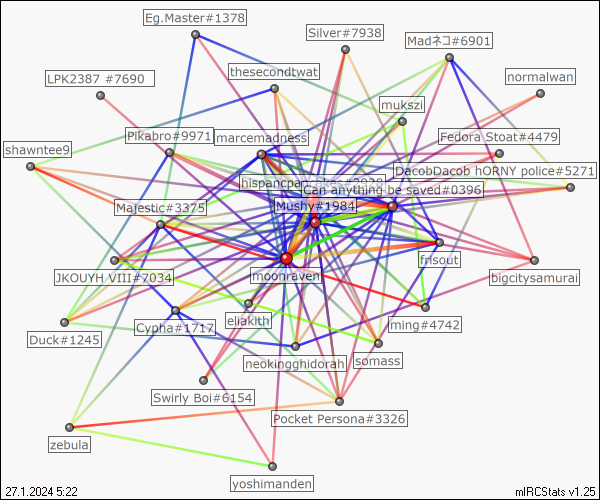 Eg.Master#1378
Silver#7938
Madネコ#6901
LPK2387 #7690
thesecondtwat
normalwan
mukszi
Pikabro#9971
marcemadness
Fedora.Stoat#4479
shawntee9
DacobDacob hORNY police#5271
Can anything be saved#0396
Majestic#3375
Mushy#1984
fnsout
JKOUYH VIII#7034
moonraven
bigcitysamurai
eliakith
ming#4742
Duck#1245
Cypha#1717
neokingghidorah
somass
Swirly Boi#6154
Pocket Persona#3326
zebula
yoshimanden
27.1.2024 5:22
mIRCStats v1.25